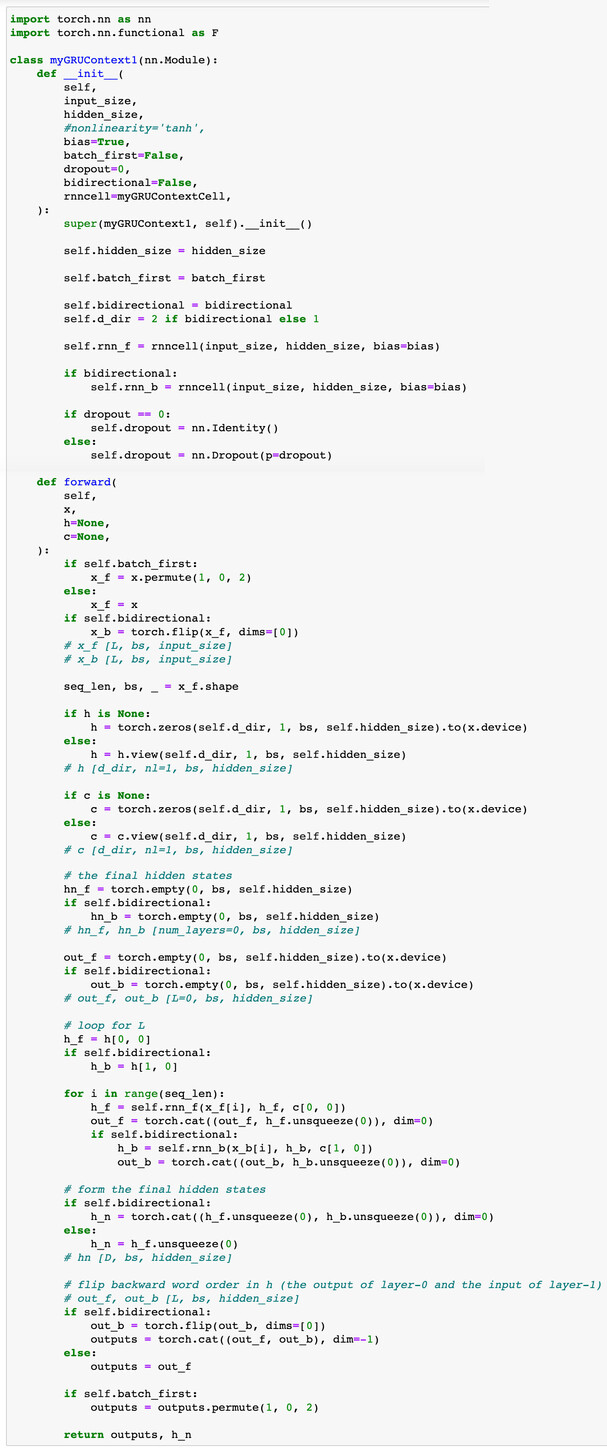 import torch.nn as nn
import torch.nn.functional as F

class myGRUContext1(nn.Module):
    def __init__(
        self,
        input_size,
        hidden_size,
        #nonlinearity='tanh',
        bias=True,
        batch_first=False,
        dropout=0,
        bidirectional=False,
        rnncell=myGRUContextCell,
    ):
        super(myGRUContext1, self).__init__()

        self.hidden_size = hidden_size

        self.batch_first = batch_first

        self.bidirectional = bidirectional
        self.d_dir = 2 if bidirectional else 1

        self.rnn_f = rnncell(input_size, hidden_size, bias=bias)

        if bidirectional:
            self.rnn_b = rnncell(input_size, hidden_size, bias=bias)

        if dropout == 0:
            self.dropout = nn.Identity()
        else:
            self.dropout = nn.Dropout(p=dropout)

    def forward(
        self,
        x,
        h=None,
        c=None,
    ):
        if self.batch_first:
            x_f = x.permute(1, 0, 2)
        else:
            x_f = x
        if self.bidirectional:
            x_b = torch.flip(x_f, dims=[0])
        # x_f [L, bs, input_size]
        # x_b [L, bs, input_size]

        seq_len, bs, _ = x_f.shape

        if h is None:
            h = torch.zeros(self.d_dir, 1, bs, self.hidden_size).to(x.device)
        else:
            h = h.view(self.d_dir, 1, bs, self.hidden_size)
        # h [d_dir, nl=1, bs, hidden_size]

        if c is None:
            c = torch.zeros(self.d_dir, 1, bs, self.hidden_size).to(x.device)
        else:
            c = c.view(self.d_dir, 1, bs, self.hidden_size)
        # c [d_dir, nl=1, bs, hidden_size]

        # the final hidden states
        hn_f = torch.empty(0, bs, self.hidden_size)
        if self.bidirectional:
            hn_b = torch.empty(0, bs, self.hidden_size)
        # hn_f, hn_b [num_layers=0, bs, hidden_size]

        out_f = torch.empty(0, bs, self.hidden_size).to(x.device)
        if self.bidirectional:
            out_b = torch.empty(0, bs, self.hidden_size).to(x.device)
        # out_f, out_b [L=0, bs, hidden_size]

        # loop for L
        h_f = h[0, 0]
        if self.bidirectional:
            h_b = h[1, 0]

        for i in range(seq_len):
            h_f = self.rnn_f(x_f[i], h_f, c[0, 0])
            out_f = torch.cat((out_f, h_f.unsqueeze(0)), dim=0)
            if self.bidirectional:
                h_b = self.rnn_b(x_b[i], h_b, c[1, 0])
                out_b = torch.cat((out_b, h_b.unsqueeze(0)), dim=0)

        # form the final hidden states
        if self.bidirectional:
            h_n = torch.cat((h_f.unsqueeze(0), h_b.unsqueeze(0)), dim=0)
        else:
            h_n = h_f.unsqueeze(0)
        # hn [D, bs, hidden_size]

        # flip backward word order in h (the output of layer-0 and the input of layer-1)
        # out_f, out_b [L, bs, hidden_size]
        if self.bidirectional:
            out_b = torch.flip(out_b, dims=[0])
            outputs = torch.cat((out_f, out_b), dim=-1)
        else:
            outputs = out_f

        if self.batch_first:
            outputs = outputs.permute(1, 0, 2)

        return outputs, h_n